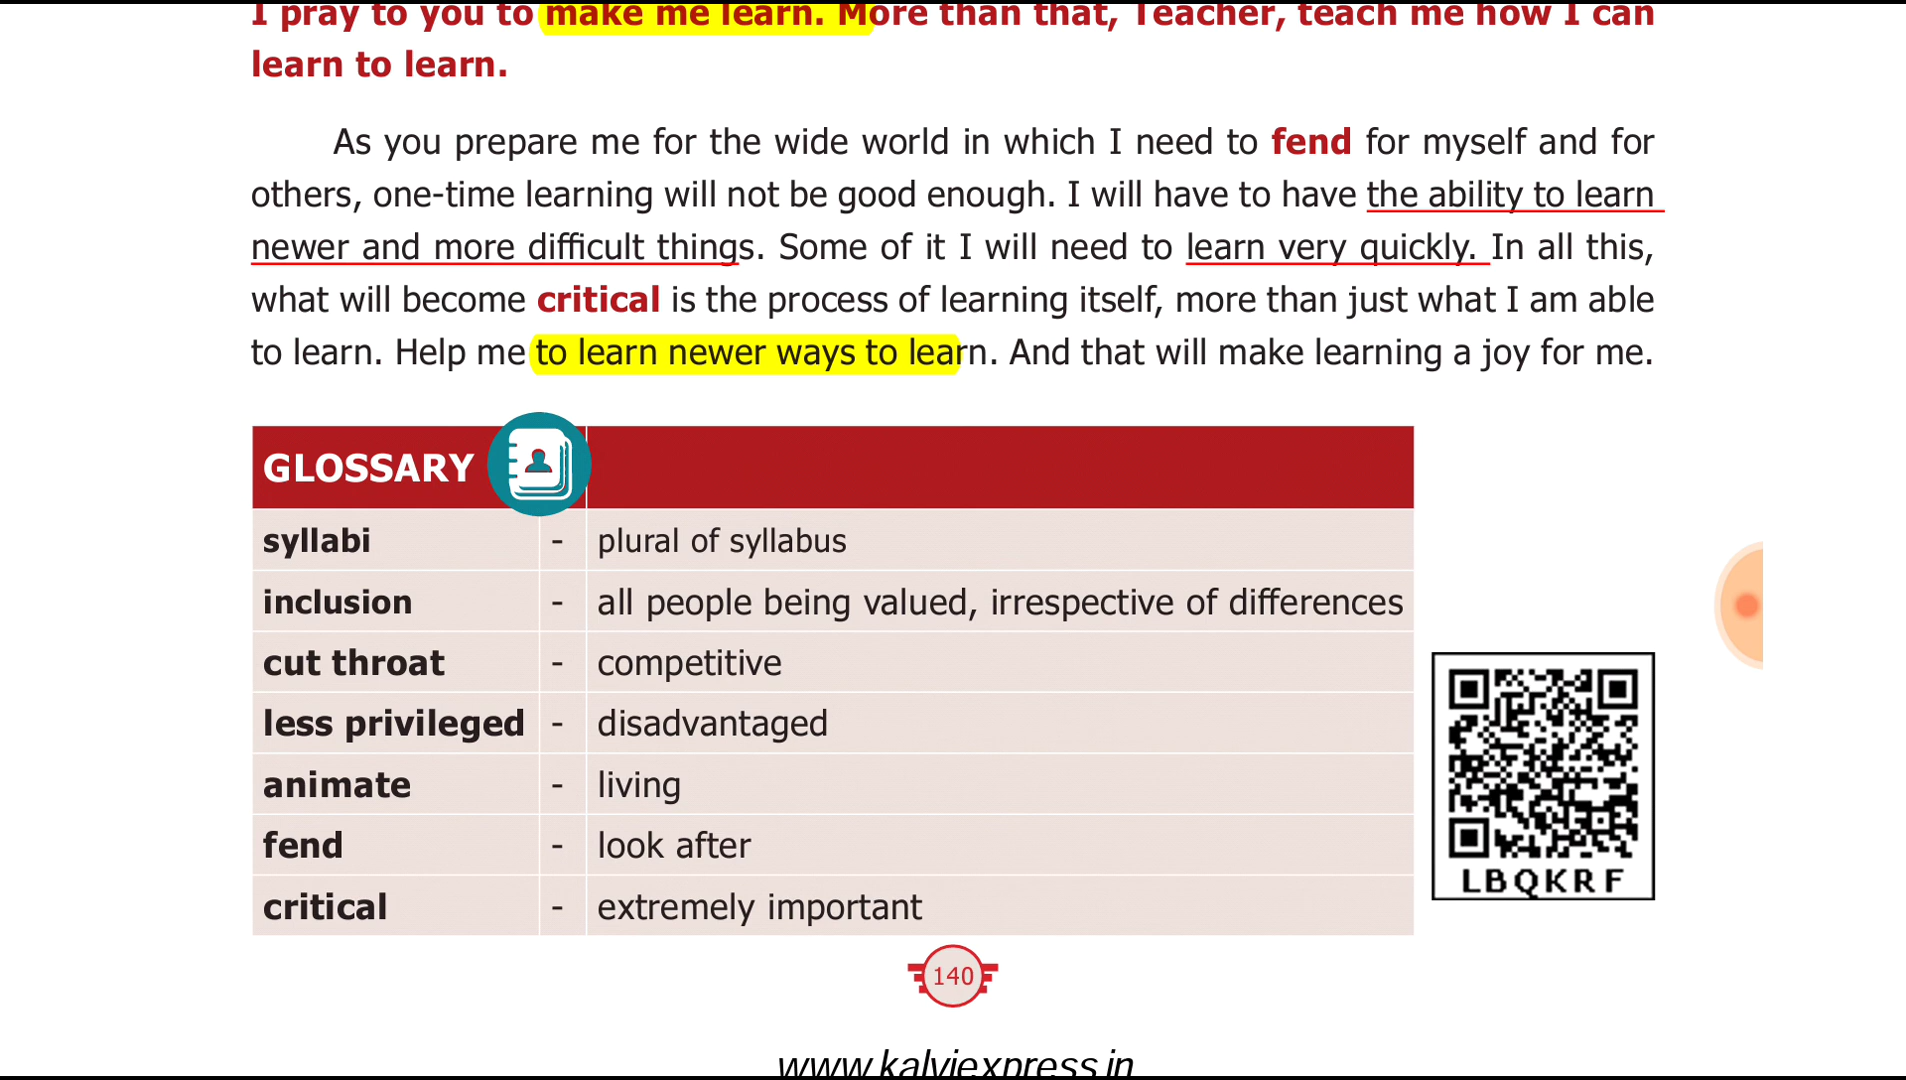 I pray to you to make me learn. More than that, Teacher, teach me how I can
learn to learn.
As you prepare me for the wide world in which I need to fend for myself and for
others, one-time learning will not be good enough. I will have to have the ability to learn
newer and more difficult things. Some of it I will need to learn very quickly. In all this,
what will become critical is the process of learning itself, more than just what I am able
to learn. Help me to learn newer ways to learn. And that will make learning a joy for me.
GLOSSARY
syllabi - plural of syllabus
inclusion - all people being valued, irrespective of differences
cut throat - competitive
less privileged - disadvantaged
animate - living
fend - look after
critical - extremely important
LBQKRF
140
www.kalviexpress.in